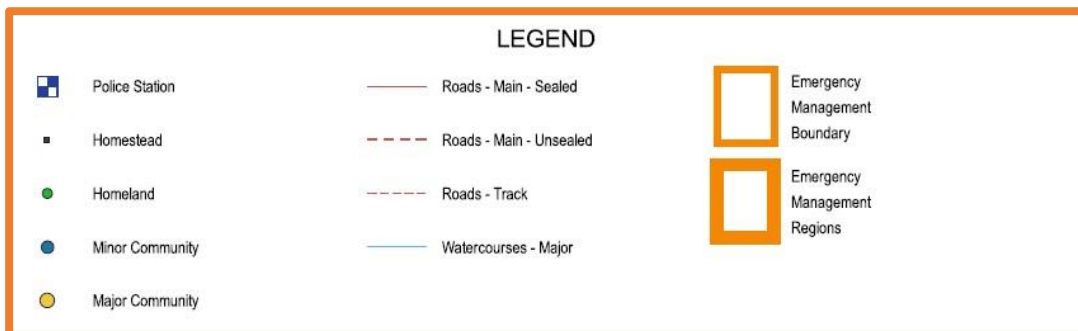 LEGEND
Police Station
Homestead
Homeland
Minor Community
Major Community
Roads - Main - Sealed
Roads - Main - Unsealed
Roads - Track
Watercourses - Major
Emergency
Management
Boundary
Emergency
Management
Regions